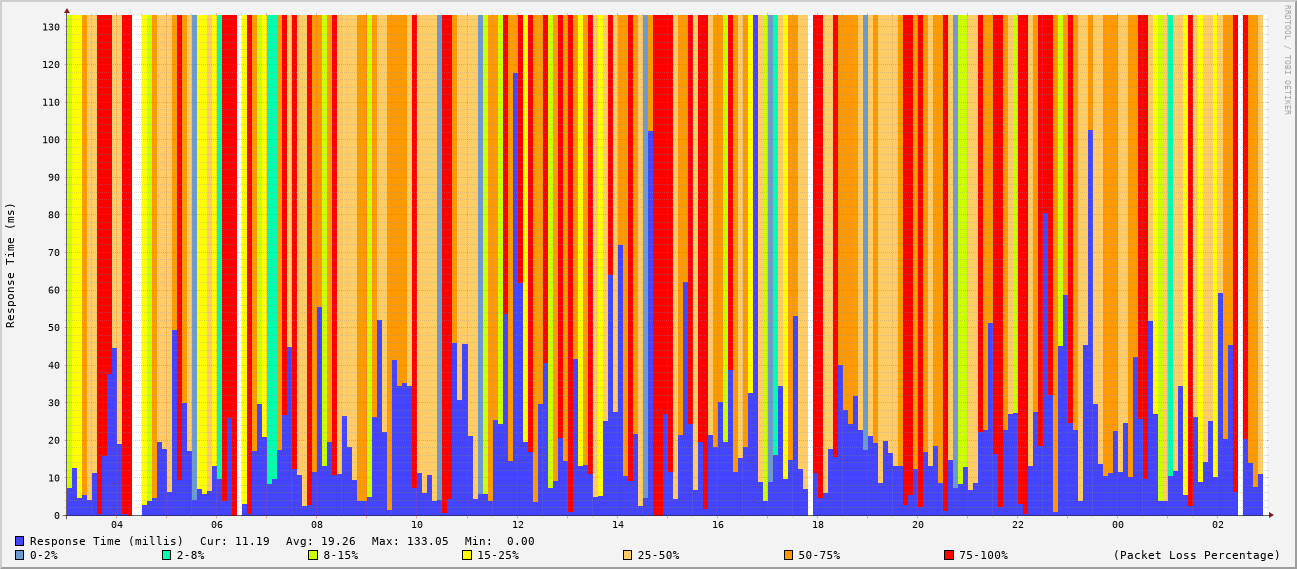 RRDTOOL / TOBI OETIKER
Response Time (ms)
130
120
110
100
90
80
70
60
50
40
30
20
10
0
04 06 08 10 12 14 16 18 20 22 00 02
Response Time (millis) Cur: 11.19 Avg: 19.26 Max: 133.05 Min: 0.00
0-2% 2-8% 8-15% 15-25% 25-50% 50-75% 75-100% (Packet Loss Percentage)